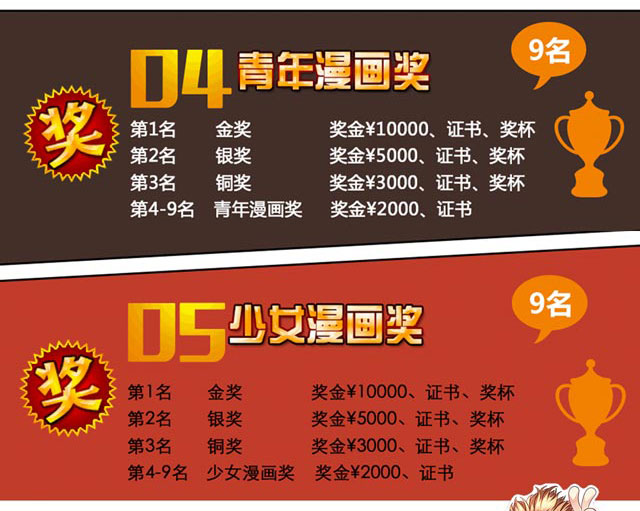 9名
04 青年漫画奖
奖
第1名 金奖 奖金¥10000、证书、奖杯
第2名 银奖 奖金¥5000、证书、奖杯
第3名 铜奖 奖金¥3000、证书、奖杯
第4-9名 青年漫画奖 奖金¥2000、证书
9名
05 少女漫画奖
奖
第1名 金奖 奖金¥10000、证书、奖杯
第2名 银奖 奖金¥5000、证书、奖杯
第3名 铜奖 奖金¥3000、证书、奖杯
第4-9名 少女漫画奖 奖金¥2000、证书